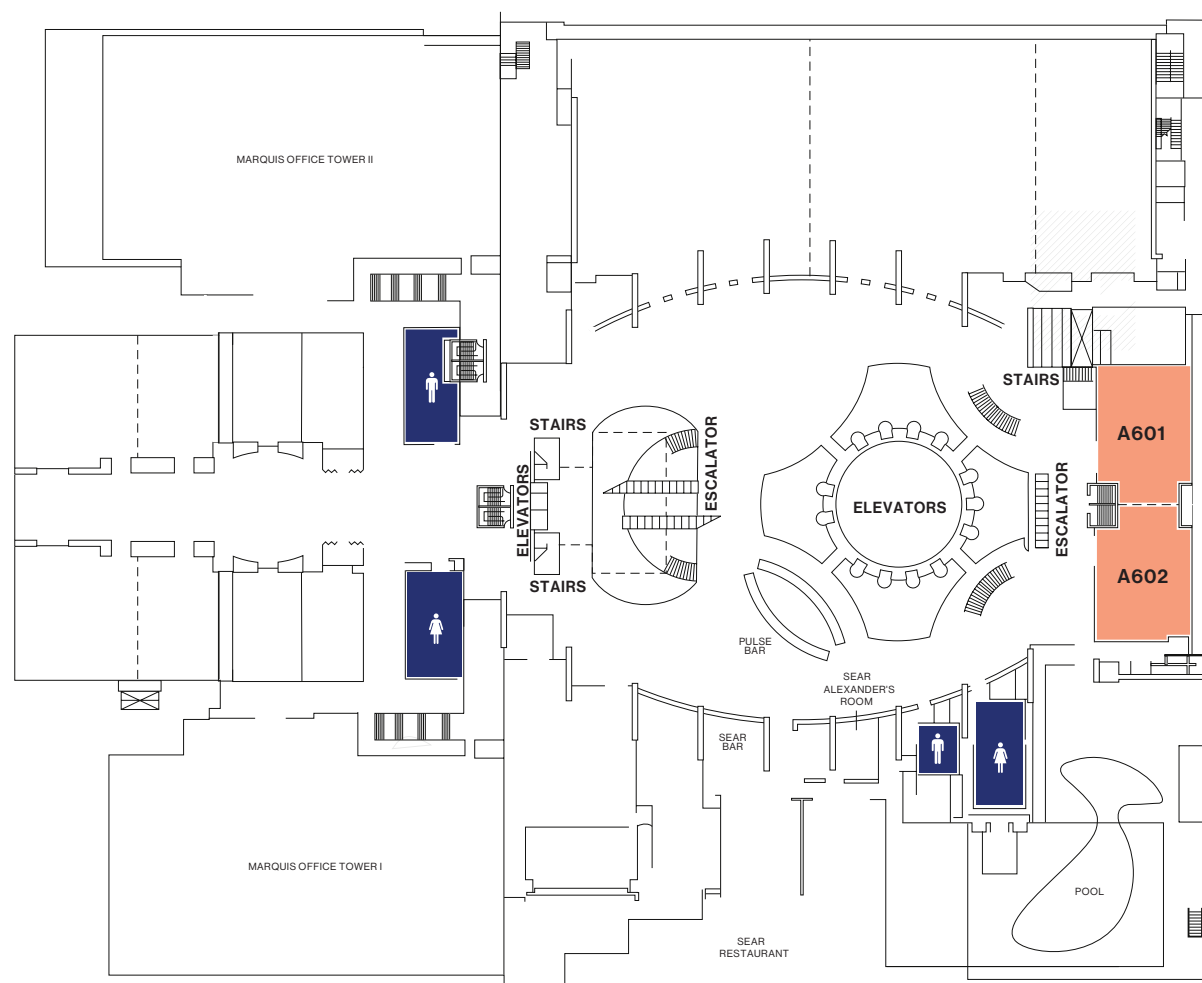 MARQUIS OFFICE TOWER II
STAIRS
A601
STAIRS
ELEVATORS
ESCALATOR
ELEVATORS
ESCALATOR
A602
STAIRS
PULSE
BAR
SEAR
ALEXANDER'S
ROOM
SEAR
BAR
MARQUIS OFFICE TOWER I
POOL
SEAR
RESTAURANT